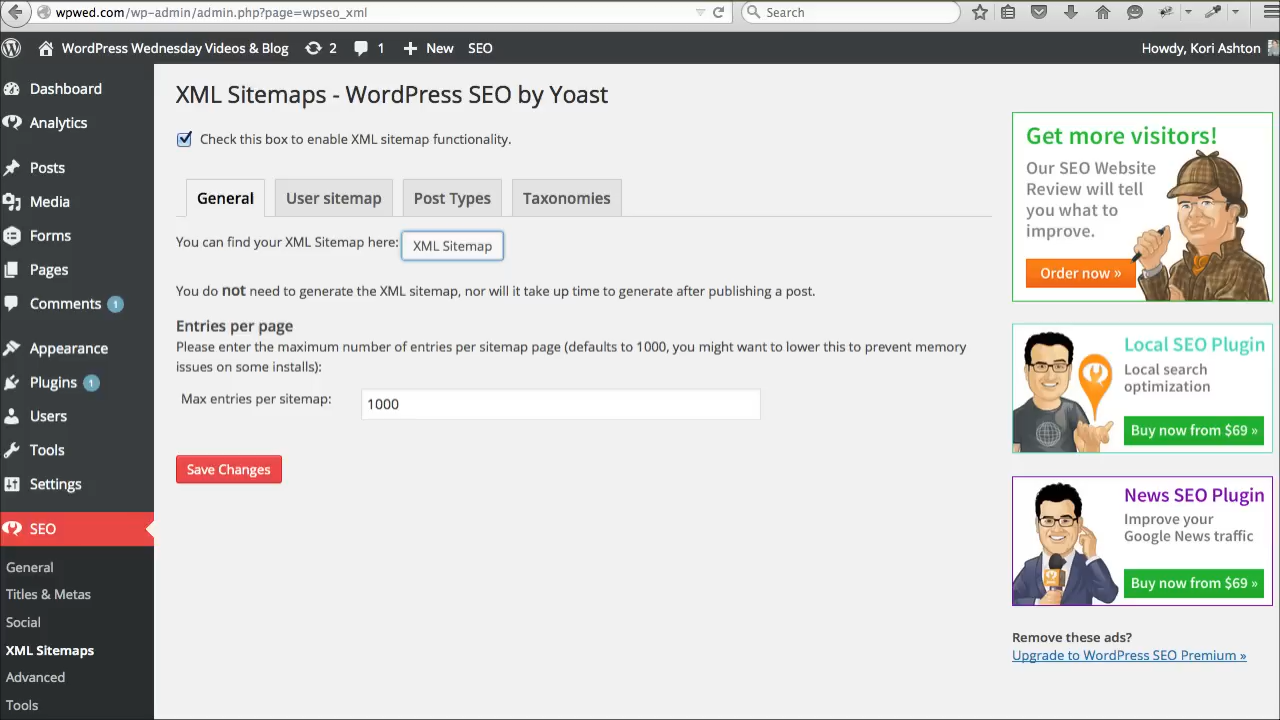 wpwed.com/wp-admin/admin.php?page=wpseo_xml
Search
WordPress Wednesday Videos & Blog
2
1
New
SEO
Howdy, Kori Ashton
Dashboard
Analytics
Posts
Media
Forms
Pages
Comments 1
Appearance
Plugins 1
Users
Tools
Settings
SEO
General
Titles & Metas
Social
XML Sitemaps
Advanced
Tools
XML Sitemaps - WordPress SEO by Yoast
Check this box to enable XML sitemap functionality.
General
User sitemap
Post Types
Taxonomies
You can find your XML Sitemap here: XML Sitemap
You do not need to generate the XML sitemap, nor will it take up time to generate after publishing a post.
Entries per page
Please enter the maximum number of entries per sitemap page (defaults to 1000, you might want to lower this to prevent memory
issues on some installs):
Max entries per sitemap: 1000
Save Changes
Get more visitors!
Our SEO Website
Review will tell
you what to
improve.
Order now »
Local SEO Plugin
Local search
optimization
Buy now from $69 »
News SEO Plugin
Improve your
Google News traffic
Buy now from $69 »
Remove these ads?
Upgrade to WordPress SEO Premium »